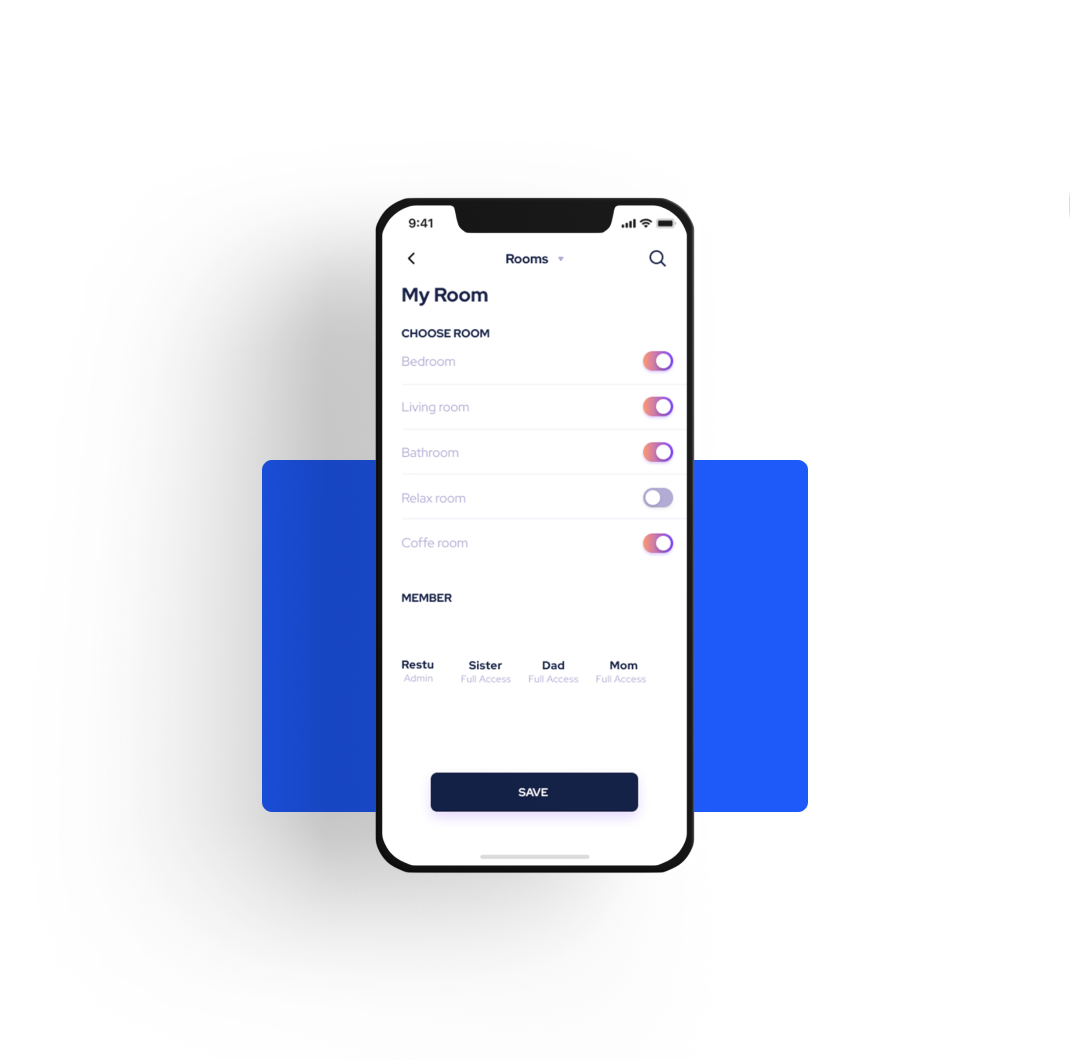 9:41
Rooms
My Room
CHOOSE ROOM
Bedroom
Living room
Bathroom
Relax room
Coffe room
MEMBER
Restu Sister Dad Mom
Admin Full Access Full Access Full Access
SAVE